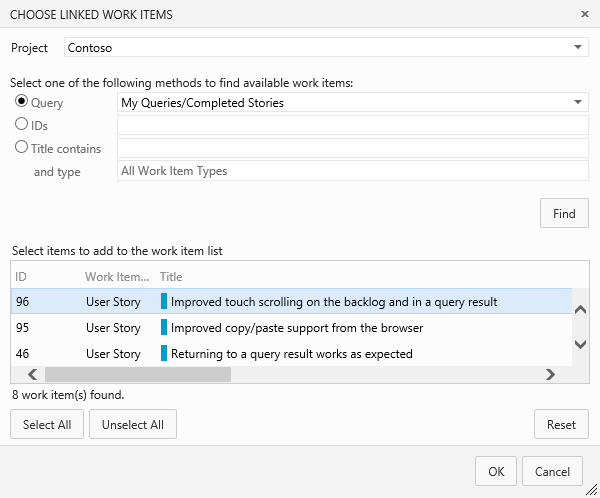 CHOOSE LINKED WORK ITEMS
Project Contoso
Select one of the following methods to find available work items:
Query My Queries/Completed Stories
IDs
Title contains
and type All Work Item Types
Find
Select items to add to the work item list
ID Work Item... Title
96 User Story Improved touch scrolling on the backlog and in a query result
95 User Story Improved copy/paste support from the browser
46 User Story Returning to a query result works as expected
8 work item(s) found.
Select All Unselect All Reset
OK Cancel